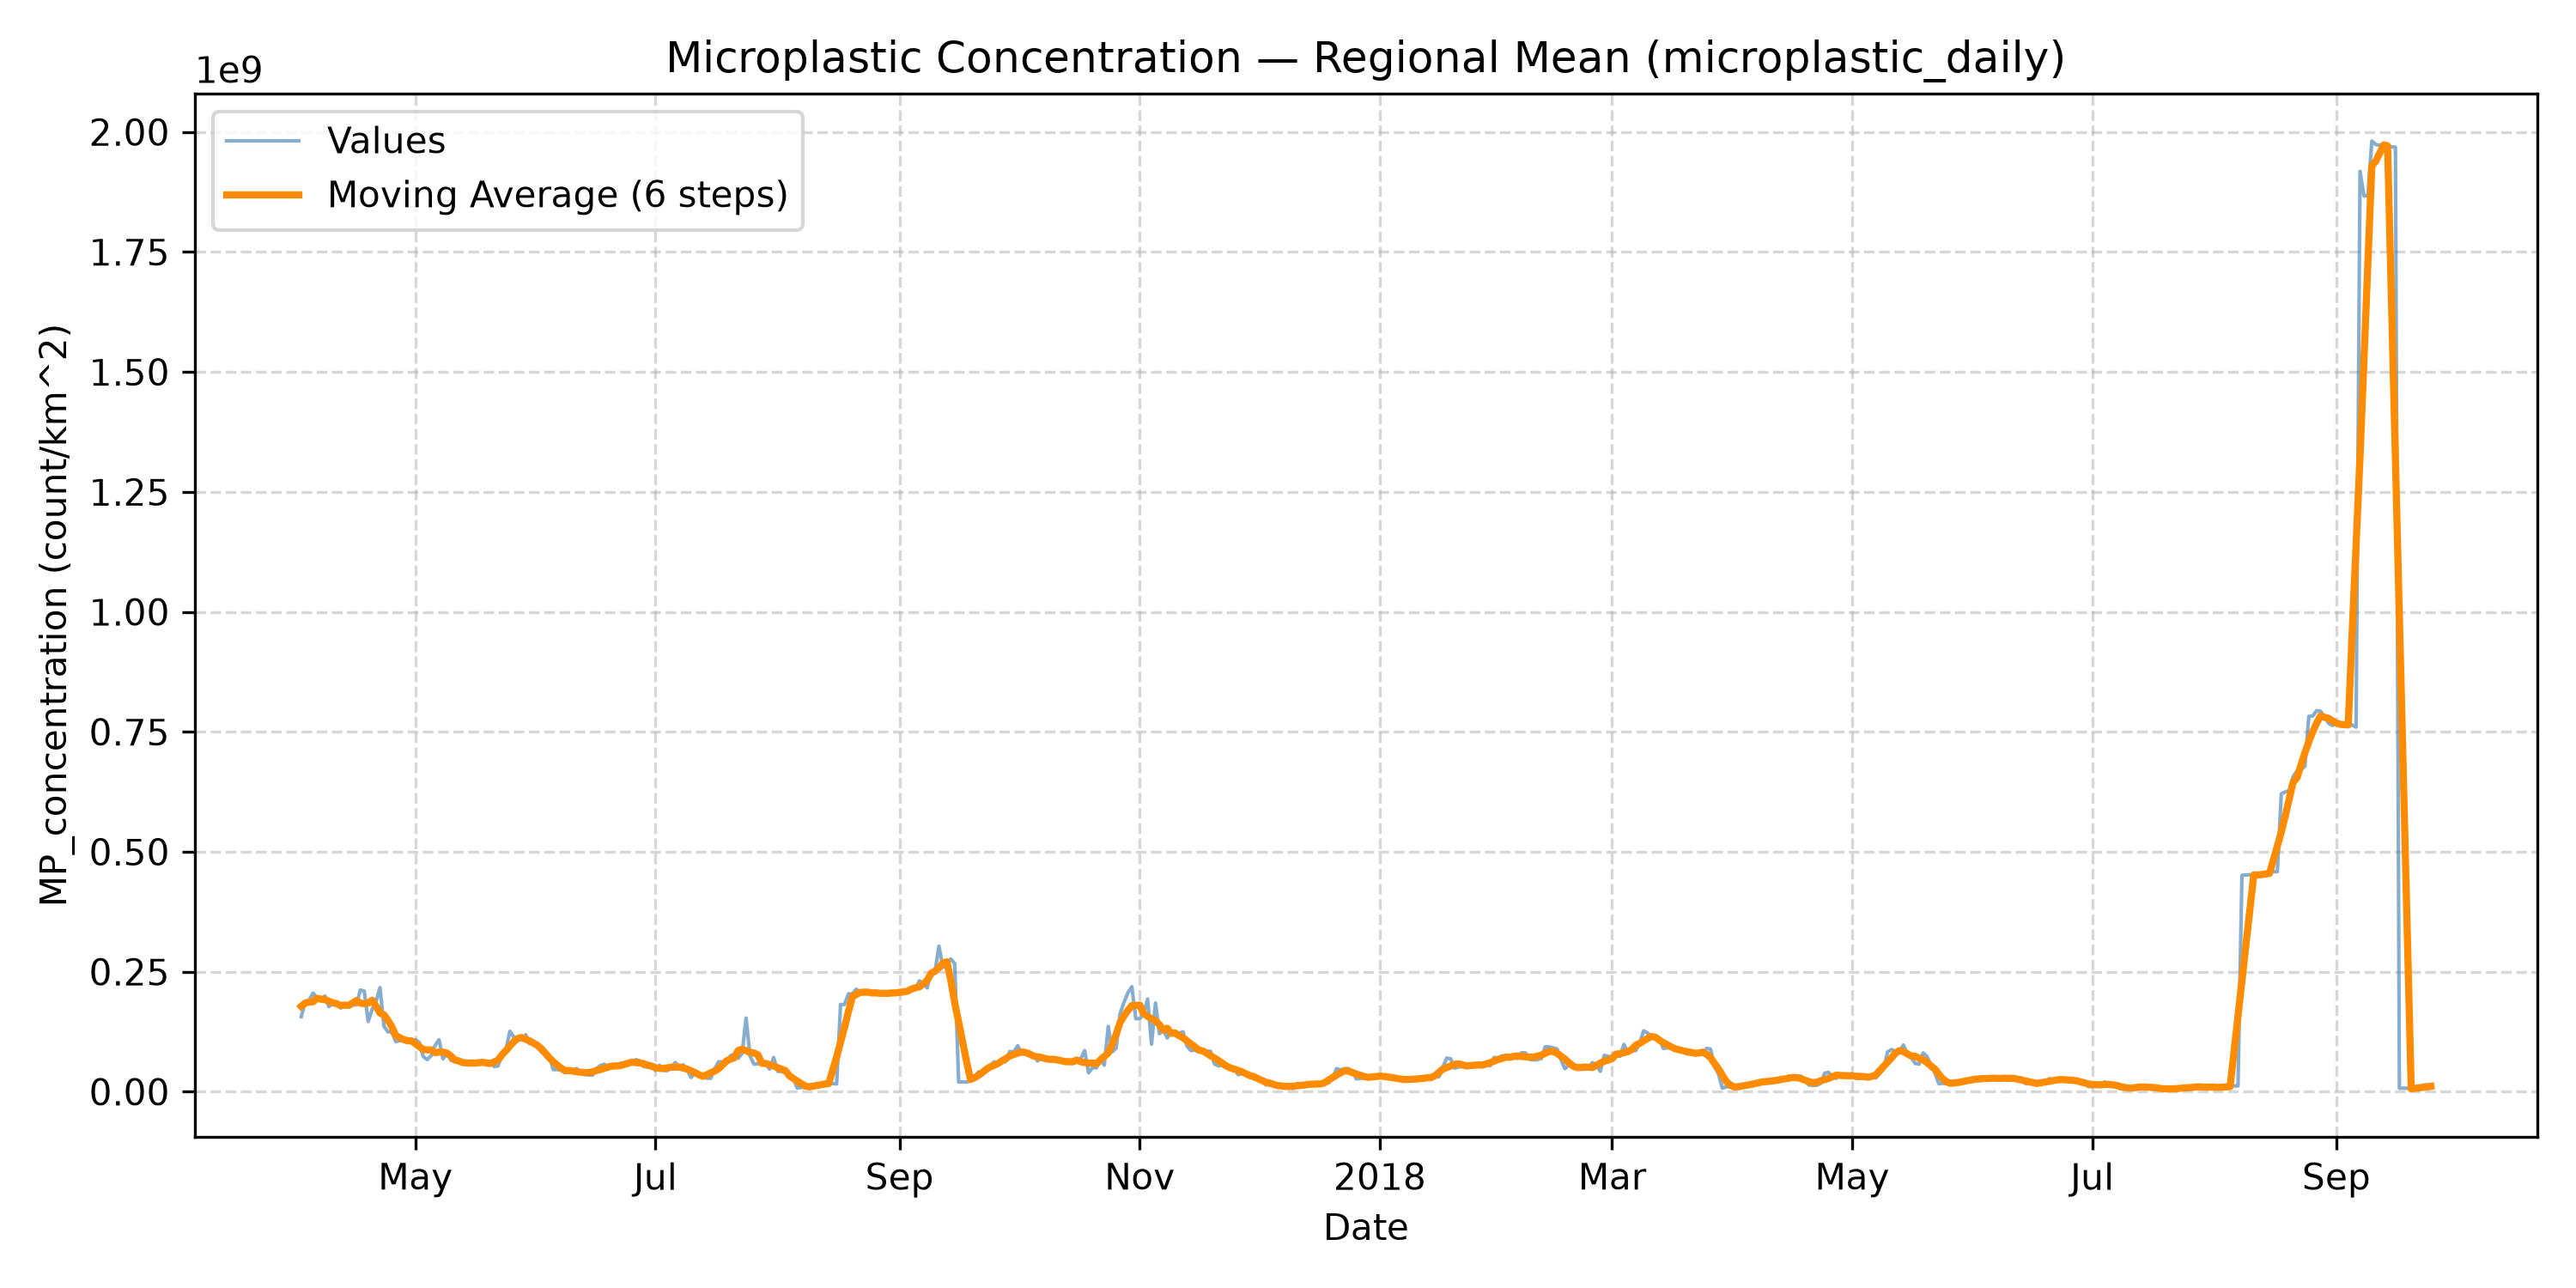 Microplastic Concentration — Regional Mean (microplastic_daily)
1e9
Values
Moving Average (6 steps)
MP_concentration (count/km^2)
2.00
1.75
1.50
1.25
1.00
0.75
0.50
0.25
0.00
May Jul Sep Nov 2018 Mar May Jul Sep
Date